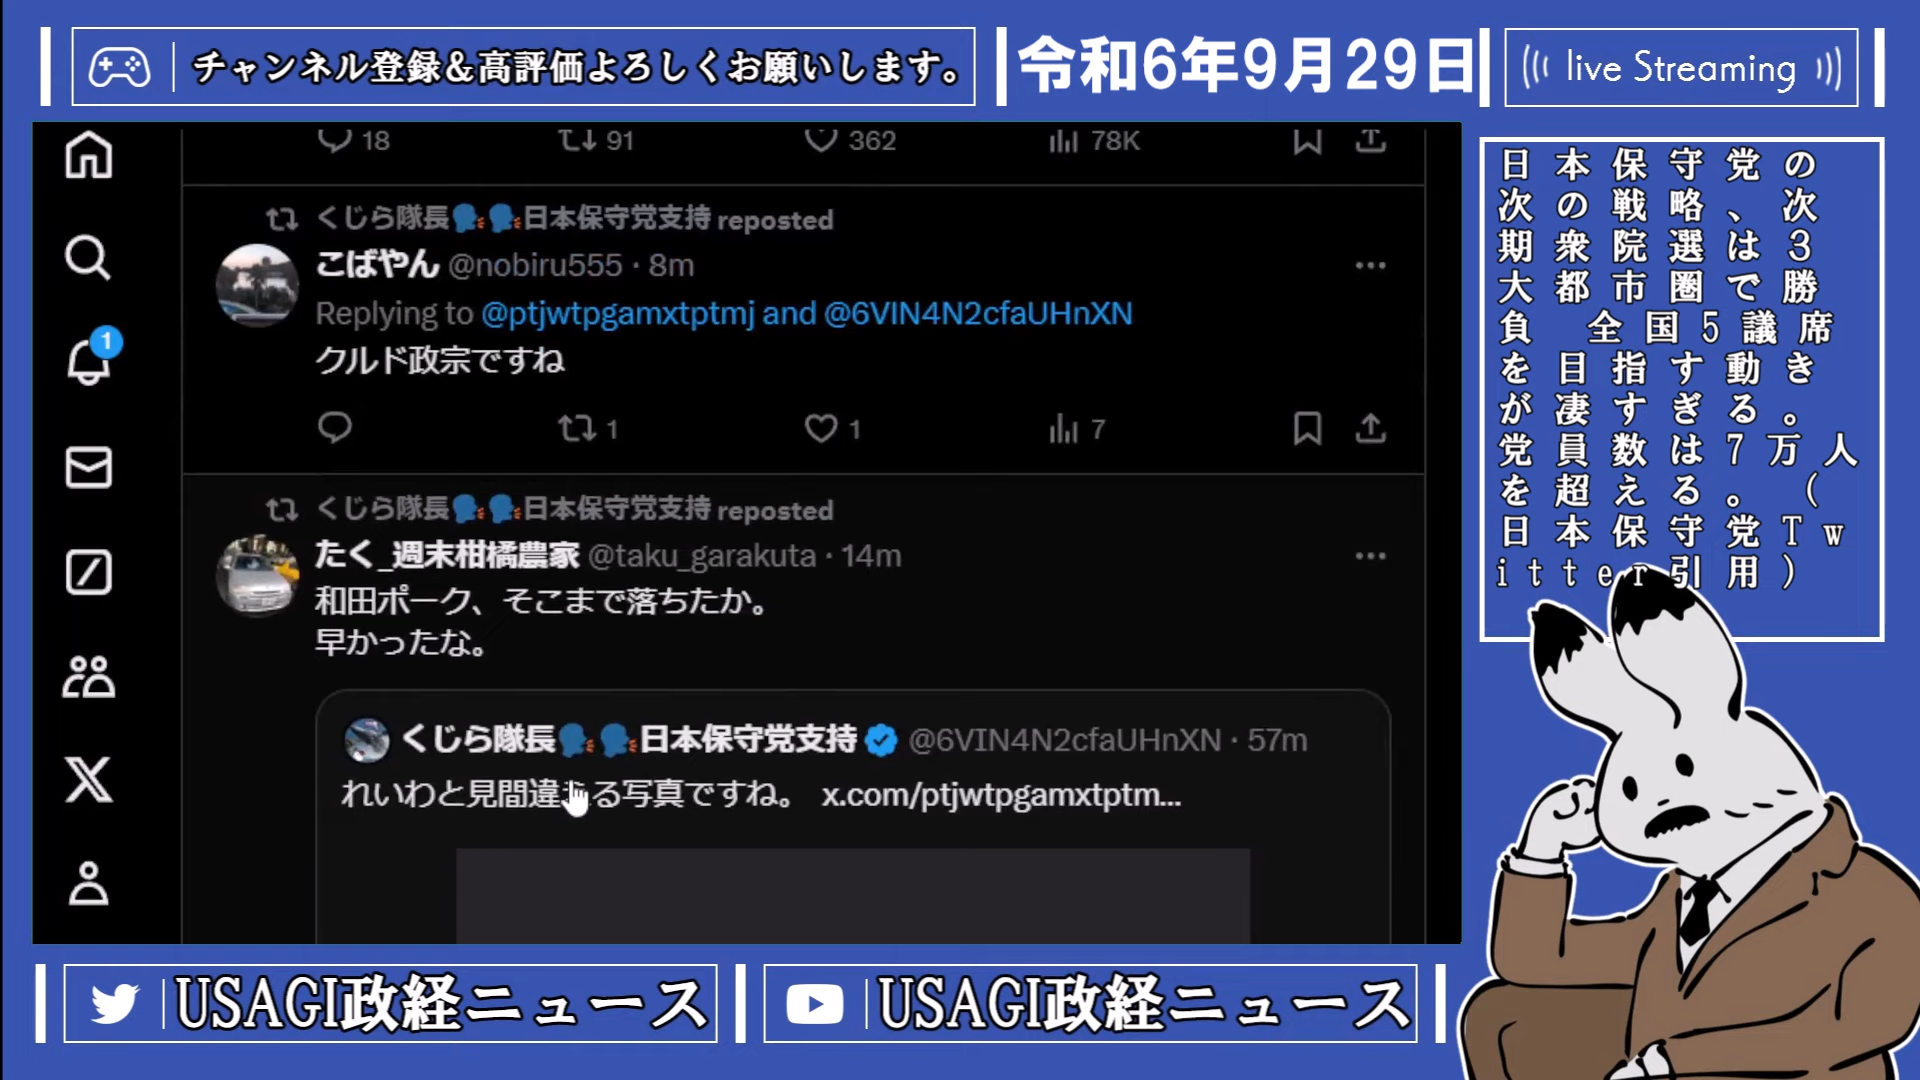 チャンネル登録&高評価よろしくお願いします。
令和6年9月29日
live Streaming
18 91 362 78K
くじら隊長🗣️🗣️日本保守党支持 reposted
こばやん @nobiru555 · 8m
Replying to @ptjwtpgamxtptmj and @6VIN4N2cfaUHnXN
クルド政宗ですね
1 1 7
1
くじら隊長🗣️🗣️日本保守党支持 reposted
たく_週末柑橘農家 @taku_garakuta · 14m
和田ポーク、そこまで落ちたか。
早かったな。
くじら隊長🗣️🗣️日本保守党支持 @6VIN4N2cfaUHnXN · 57m
れいわと見間違える写真ですね。 x.com/ptjwtpgamxtptm...
日本保守党の
次の戦略、次
期衆院選は3
大都市圏で勝
負 全国5議席
を目指す動き
が凄すぎる。
党員数は7万人
を超える。(
日本保守党Tw
itter引用)
USAGI政経ニュース
USAGI政経ニュース